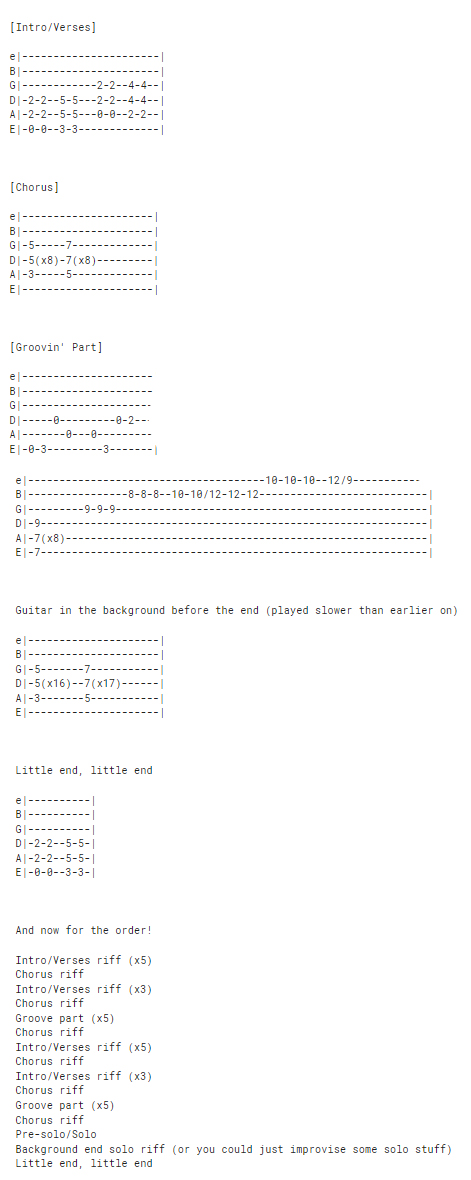 [Intro/Verses]
e|----------------------|
B|----------------------|
G|------------2-2--4-4--|
D|-2-2--5-5---2-2--4-4--|
A|-2-2--5-5---0-0--2-2--|
E|-0-0--3-3-------------|
[Chorus]
e|---------------------|
B|---------------------|
G|-5-----7-------------|
D|-5(x8)-7(x8)---------|
A|-3-----5-------------|
E|---------------------|
[Groovin' Part]
e|---------------------
B|---------------------
G|---------------------
D|-----0---------0-2---
A|-------0---0---------
E|-0-3---------3-------|
e|--------------------------------------10-10-10--12/9-----------
B|----------------8-8-8--10-10/12-12-12---------------------------|
G|---------9-9-9--------------------------------------------------|
D|-9--------------------------------------------------------------|
A|-7(x8)----------------------------------------------------------|
E|-7--------------------------------------------------------------|
Guitar in the background before the end (played slower than earlier on)
e|---------------------|
B|---------------------|
G|-5-------7-----------|
D|-5(x16)--7(x17)------|
A|-3-------5-----------|
E|---------------------|
Little end, little end
e|----------|
B|----------|
G|----------|
D|-2-2--5-5-|
A|-2-2--5-5-|
E|-0-0--3-3-|
And now for the order!
Intro/Verses riff (x5)
Chorus riff
Intro/Verses riff (x3)
Chorus riff
Groove part (x5)
Chorus riff
Intro/Verses riff (x5)
Chorus riff
Intro/Verses riff (x3)
Chorus riff
Groove part (x5)
Chorus riff
Pre-solo/Solo
Background end solo riff (or you could just improvise some solo stuff)
Little end, little end